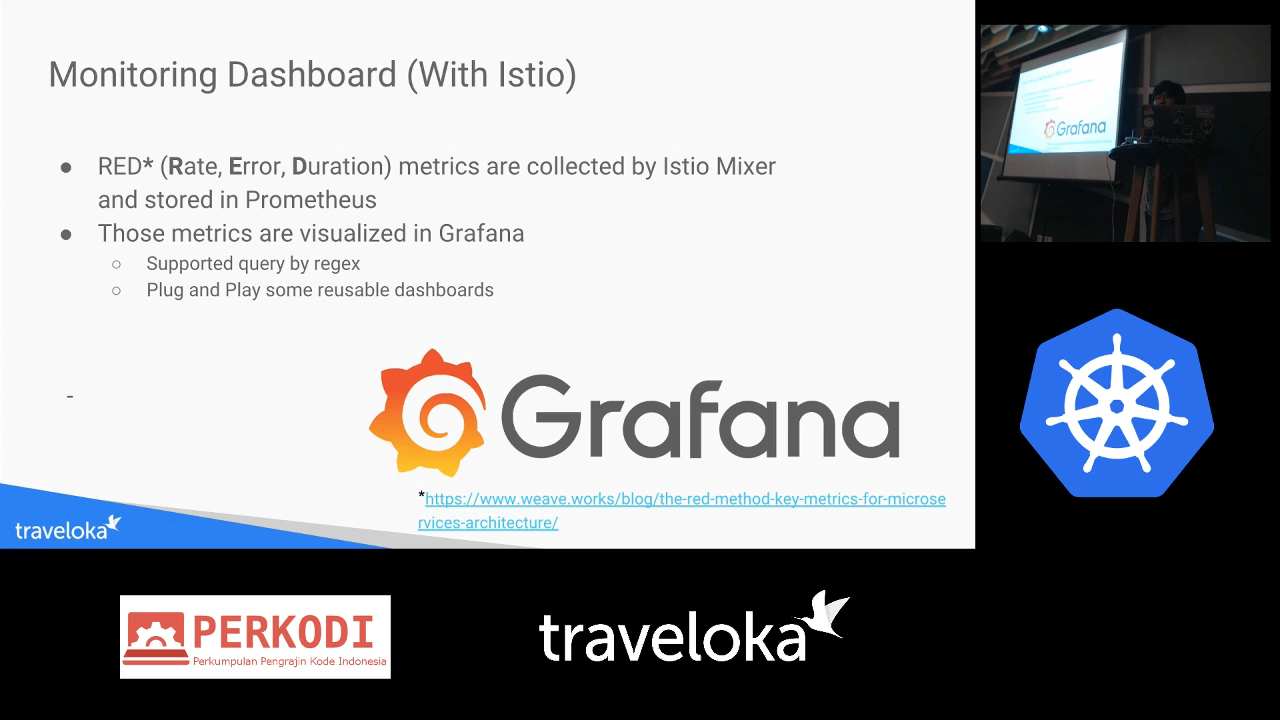 Monitoring Dashboard (With Istio)
● RED* (Rate, Error, Duration) metrics are collected by Istio Mixer
and stored in Prometheus
● Those metrics are visualized in Grafana
○ Supported query by regex
○ Plug and Play some reusable dashboards
-
Grafana
*https://www.weave.works/blog/the-red-method-key-metrics-for-microse
rvices-architecture/
traveloka
Grafana
facebook
PERKODI
Perkumpulan Pengrajin Kode Indonesia
traveloka